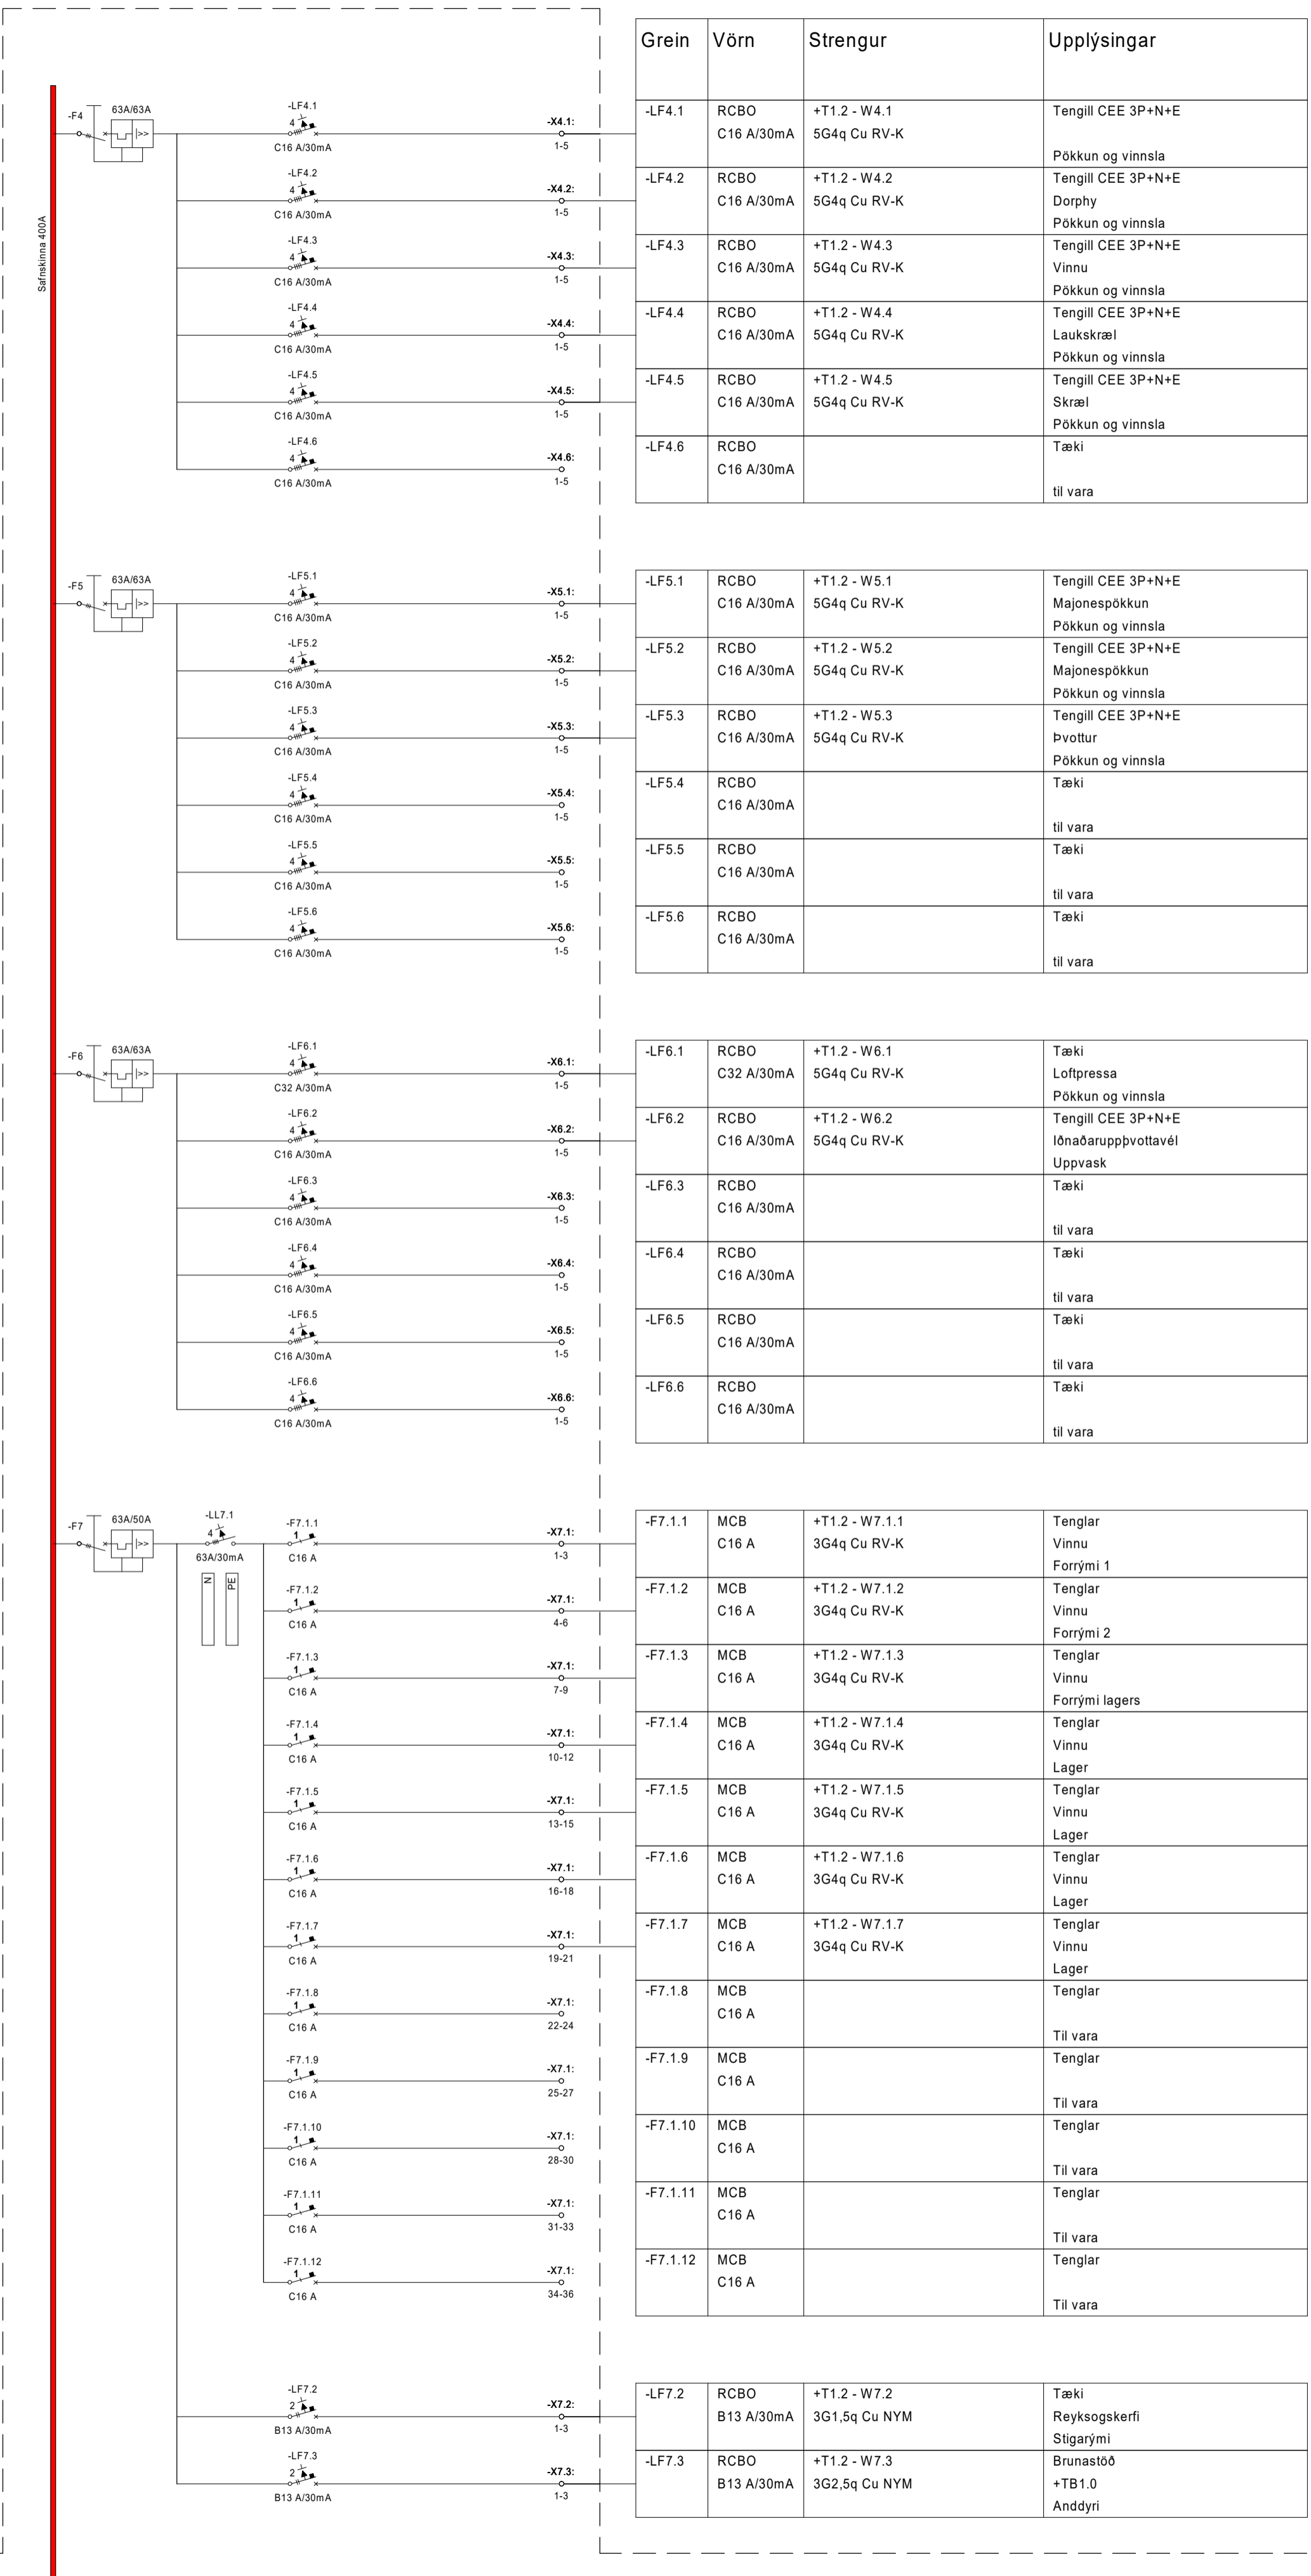 Grein Vörn Strengur Upplýsingar
Safnskinna 400A
-F4 63A/63A
-LF4.1 4 C16 A/30mA -X4.1: 1-5
-LF4.1 RCBO +T1.2 - W4.1 Tengill CEE 3P+N+E
C16 A/30mA 5G4q Cu RV-K
Pökkun og vinnsla
-LF4.2 4 C16 A/30mA -X4.2: 1-5
-LF4.2 RCBO +T1.2 - W4.2 Tengill CEE 3P+N+E
C16 A/30mA 5G4q Cu RV-K Dorphy
Pökkun og vinnsla
-LF4.3 4 C16 A/30mA -X4.3: 1-5
-LF4.3 RCBO +T1.2 - W4.3 Tengill CEE 3P+N+E
C16 A/30mA 5G4q Cu RV-K Vinnu
Pökkun og vinnsla
-LF4.4 4 C16 A/30mA -X4.4: 1-5
-LF4.4 RCBO +T1.2 - W4.4 Tengill CEE 3P+N+E
C16 A/30mA 5G4q Cu RV-K Laukskræl
Pökkun og vinnsla
-LF4.5 4 C16 A/30mA -X4.5: 1-5
-LF4.5 RCBO +T1.2 - W4.5 Tengill CEE 3P+N+E
C16 A/30mA 5G4q Cu RV-K Skræl
Pökkun og vinnsla
-LF4.6 4 C16 A/30mA -X4.6: 1-5
-LF4.6 RCBO Tæki
C16 A/30mA
til vara
-F5 63A/63A
-LF5.1 4 C16 A/30mA -X5.1: 1-5
-LF5.1 RCBO +T1.2 - W5.1 Tengill CEE 3P+N+E
C16 A/30mA 5G4q Cu RV-K Majonespökkun
Pökkun og vinnsla
-LF5.2 4 C16 A/30mA -X5.2: 1-5
-LF5.2 RCBO +T1.2 - W5.2 Tengill CEE 3P+N+E
C16 A/30mA 5G4q Cu RV-K Majonespökkun
Pökkun og vinnsla
-LF5.3 4 C16 A/30mA -X5.3: 1-5
-LF5.3 RCBO +T1.2 - W5.3 Tengill CEE 3P+N+E
C16 A/30mA 5G4q Cu RV-K Þvottur
Pökkun og vinnsla
-LF5.4 4 C16 A/30mA -X5.4: 1-5
-LF5.4 RCBO Tæki
C16 A/30mA
til vara
-LF5.5 4 C16 A/30mA -X5.5: 1-5
-LF5.5 RCBO Tæki
C16 A/30mA
til vara
-LF5.6 4 C16 A/30mA -X5.6: 1-5
-LF5.6 RCBO Tæki
C16 A/30mA
til vara
-F6 63A/63A
-LF6.1 4 C32 A/30mA -X6.1: 1-5
-LF6.1 RCBO +T1.2 - W6.1 Tæki
C32 A/30mA 5G4q Cu RV-K Loftpressa
Pökkun og vinnsla
-LF6.2 4 C16 A/30mA -X6.2: 1-5
-LF6.2 RCBO +T1.2 - W6.2 Tengill CEE 3P+N+E
C16 A/30mA 5G4q Cu RV-K Iðnaðaruppþvottavél
Uppvask
-LF6.3 4 C16 A/30mA -X6.3: 1-5
-LF6.3 RCBO Tæki
C16 A/30mA
til vara
-LF6.4 4 C16 A/30mA -X6.4: 1-5
-LF6.4 RCBO Tæki
C16 A/30mA
til vara
-LF6.5 4 C16 A/30mA -X6.5: 1-5
-LF6.5 RCBO Tæki
C16 A/30mA
til vara
-LF6.6 4 C16 A/30mA -X6.6: 1-5
-LF6.6 RCBO Tæki
C16 A/30mA
til vara
-F7 63A/50A
-LL7.1 4 63A/30mA
N PE
-F7.1.1 1 C16 A -X7.1: 1-3
-F7.1.1 MCB +T1.2 - W7.1.1 Tenglar
C16 A 3G4q Cu RV-K Vinnu
Forrými 1
-F7.1.2 1 C16 A -X7.1: 4-6
-F7.1.2 MCB +T1.2 - W7.1.2 Tenglar
C16 A 3G4q Cu RV-K Vinnu
Forrými 2
-F7.1.3 1 C16 A -X7.1: 7-9
-F7.1.3 MCB +T1.2 - W7.1.3 Tenglar
C16 A 3G4q Cu RV-K Vinnu
Forrými lagers
-F7.1.4 1 C16 A -X7.1: 10-12
-F7.1.4 MCB +T1.2 - W7.1.4 Tenglar
C16 A 3G4q Cu RV-K Vinnu
Lager
-F7.1.5 1 C16 A -X7.1: 13-15
-F7.1.5 MCB +T1.2 - W7.1.5 Tenglar
C16 A 3G4q Cu RV-K Vinnu
Lager
-F7.1.6 1 C16 A -X7.1: 16-18
-F7.1.6 MCB +T1.2 - W7.1.6 Tenglar
C16 A 3G4q Cu RV-K Vinnu
Lager
-F7.1.7 1 C16 A -X7.1: 19-21
-F7.1.7 MCB +T1.2 - W7.1.7 Tenglar
C16 A 3G4q Cu RV-K Vinnu
Lager
-F7.1.8 1 C16 A -X7.1: 22-24
-F7.1.8 MCB Tenglar
C16 A
Til vara
-F7.1.9 1 C16 A -X7.1: 25-27
-F7.1.9 MCB Tenglar
C16 A
Til vara
-F7.1.10 1 C16 A -X7.1: 28-30
-F7.1.10 MCB Tenglar
C16 A
Til vara
-F7.1.11 1 C16 A -X7.1: 31-33
-F7.1.11 MCB Tenglar
C16 A
Til vara
-F7.1.12 1 C16 A -X7.1: 34-36
-F7.1.12 MCB Tenglar
C16 A
Til vara
-LF7.2 2 B13 A/30mA -X7.2: 1-3
-LF7.2 RCBO +T1.2 - W7.2 Tæki
B13 A/30mA 3G1,5q Cu NYM Reyksogskerfi
Stigarými
-LF7.3 2 B13 A/30mA -X7.3: 1-3
-LF7.3 RCBO +T1.2 - W7.3 Brunastöð
B13 A/30mA 3G2,5q Cu NYM +TB1.0
Anddyri